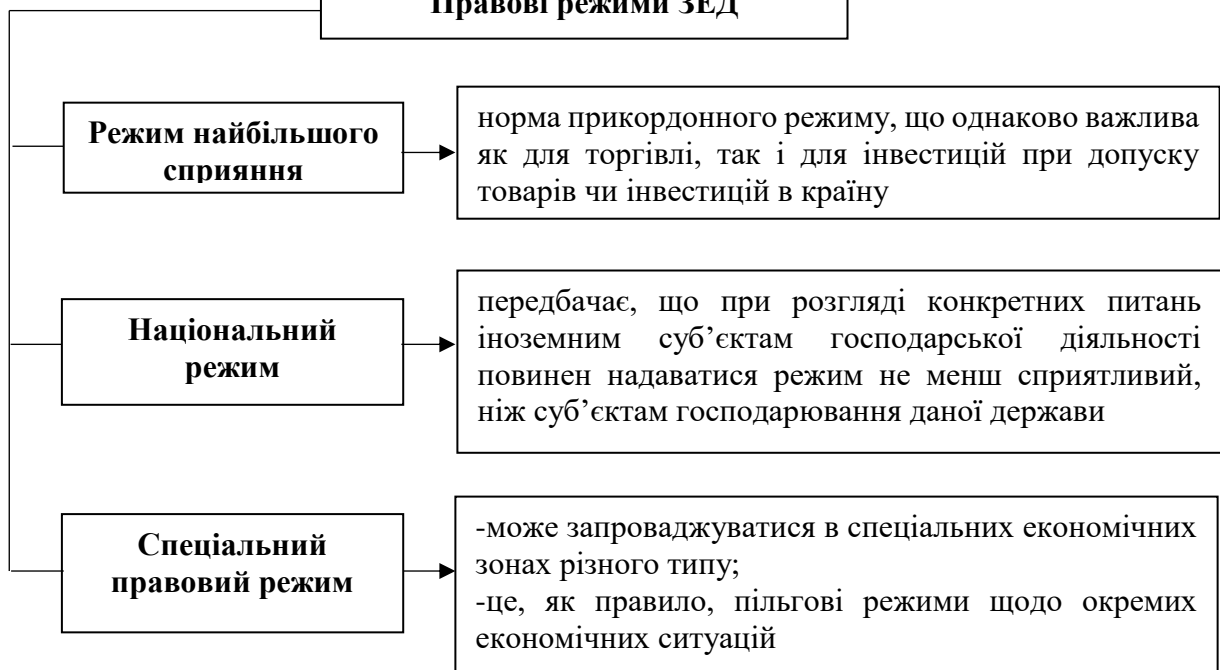 Правові режими ЗЕД
Режим найбільшого
сприяння
норма прикордонного режиму, що однаково важлива
як для торгівлі, так і для інвестицій при допуску
товарів чи інвестицій в країну
Національний
режим
передбачає, що при розгляді конкретних питань
іноземним суб’єктам господарської діяльності
повинен надаватися режим не менш сприятливий,
ніж суб’єктам господарювання даної держави
Спеціальний
правовий режим
-може запроваджуватися в спеціальних економічних
зонах різного типу;
-це, як правило, пільгові режими щодо окремих
економічних ситуацій